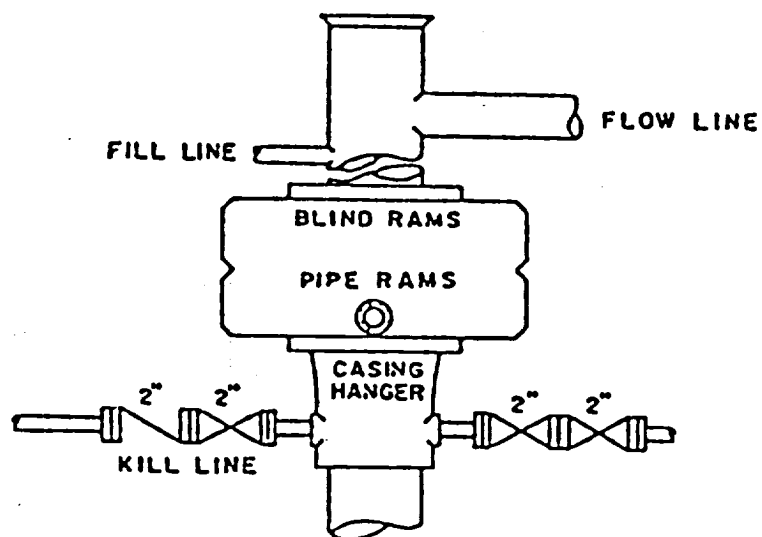 FLOW LINE
FILL LINE
BLIND RAMS
PIPE RAMS
CASING
HANGER
2" 2"
2" 2"
KILL LINE